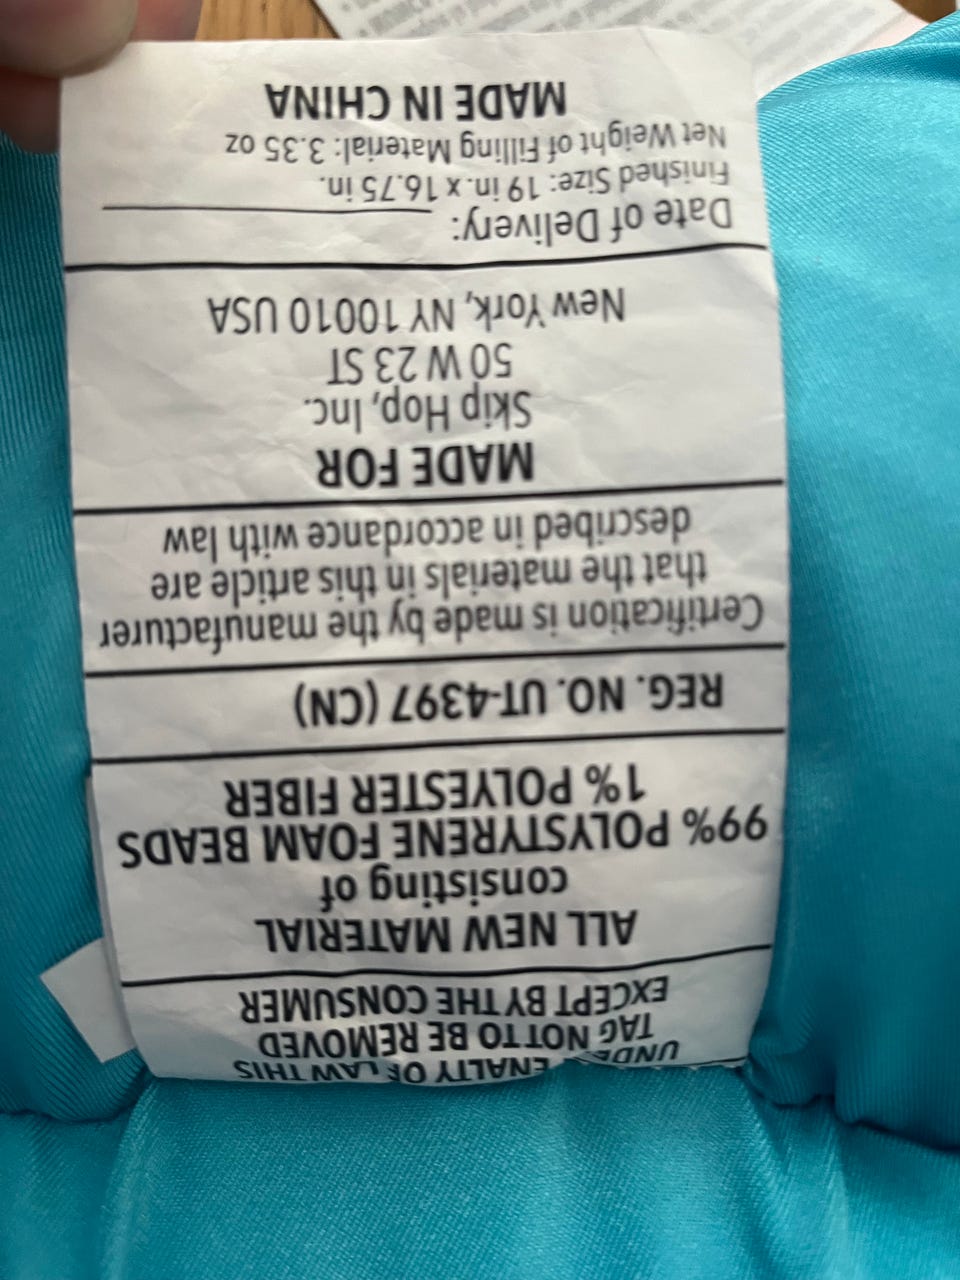 UNDER PENALTY OF LAW THIS
TAG NOT TO BE REMOVED
EXCEPT BY THE CONSUMER
ALL NEW MATERIAL
consisting of
99% POLYSTYRENE FOAM BEADS
1% POLYESTER FIBER
REG. NO. UT-4397 (CN)
Certification is made by the manufacturer
that the materials in this article are
described in accordance with law
MADE FOR
Skip Hop, Inc.
50 W 23 ST
New York, NY 10010 USA
Date of Delivery:
Finished Size: 19 in. x 16.75 in.
Net Weight of Filling Material: 3.35 oz
MADE IN CHINA